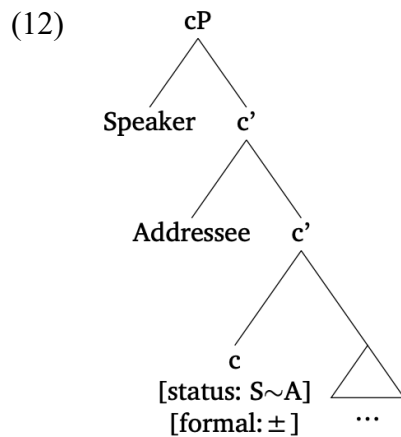 (12)
cP
Speaker c’
Addressee c’
c
[status: S~A]
[formal: ±] ...